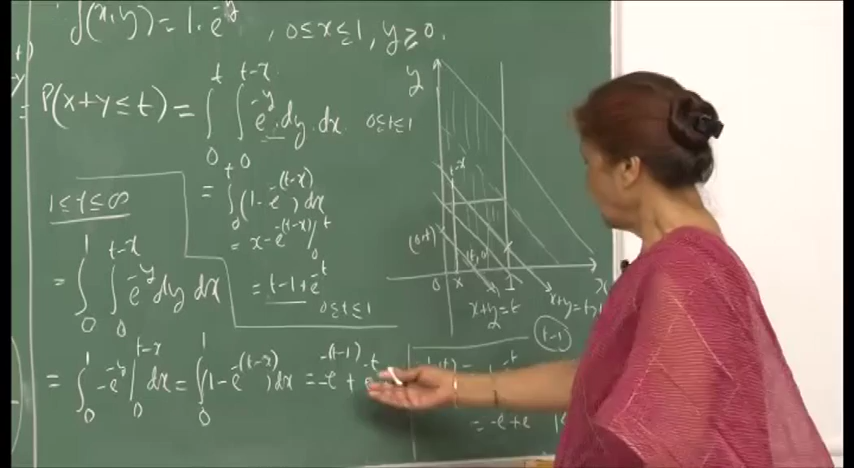 f(x,y) = 1. e^{-y} , 0≤x≤1, y≥0.
P(X+Y≤t) = ∫_0^t ∫_0^{t-x} e^{-y} dy. dx. 0≤t≤1
= ∫_0^t (1-e^{-(t-x)}) dx
= x-e^{-(t-x)}|_0^t
= t-1+e^{-t}
0≤t≤1
1≤t≤∞
= ∫_0^1 ∫_0^{t-x} e^{-y} dy dx
= ∫_0^1 -e^{-y}|_0^{t-x} dx = ∫_0^1 (1-e^{-(t-x)}) dx = -e^{-(t-1)} + e^{-t}
y
t-x
(0,t)
(t,0)
0
x
1
x+y=t
x+y=t,
(t-1)
= -e+e